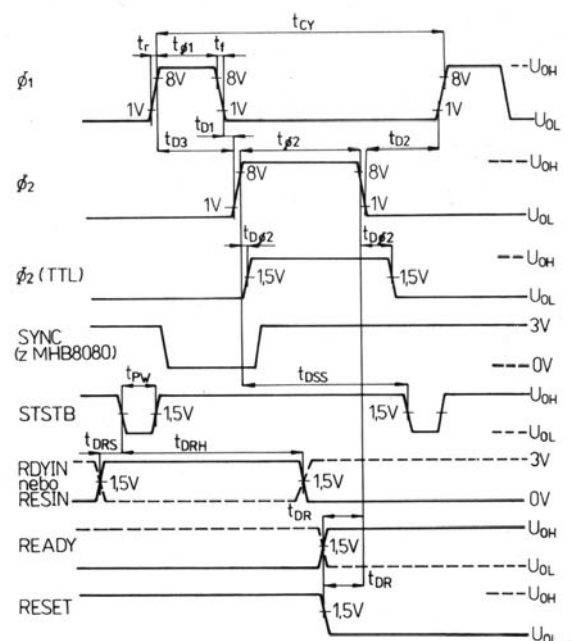 tCY
tr tϕ1 tf
ϕ1 8V 8V 8V UOH
1V 1V 1V UOL
tD1
tD3 tϕ2 tD2
ϕ2 8V 8V UOH
1V 1V UOL
tDϕ2 tDϕ2
ϕ2 (TTL) 1,5V 1,5V UOH
UOL
SYNC 3V
(z MHB8080) 0V
tPW tDSS
STSTB 1,5V 1,5V UOH
UOL
tDRS tDRH
RDYIN 3V
nebo 1,5V 1,5V
RESIN 0V
tDR
READY 1,5V UOH
UOL
tDR
RESET 1,5V UOH
UOL